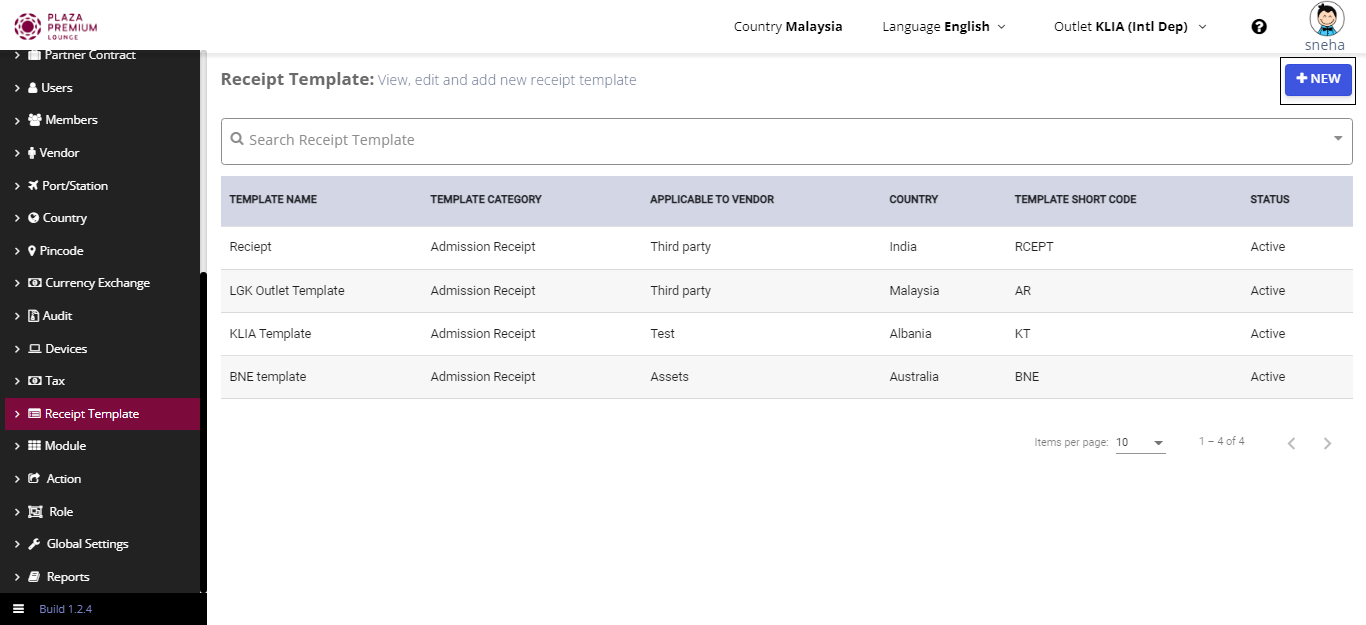 PLAZA
PREMIUM
LOUNGE
Country Malaysia
Language English
Outlet KLIA (Intl Dep)
sneha
Partner Contract
Users
Members
Vendor
Port/Station
Country
Pincode
Currency Exchange
Audit
Devices
Tax
Receipt Template
Module
Action
Role
Global Settings
Reports
Build 1.2.4
Receipt Template: View, edit and add new receipt template
NEW
Search Receipt Template
TEMPLATE NAME TEMPLATE CATEGORY APPLICABLE TO VENDOR COUNTRY TEMPLATE SHORT CODE STATUS
Reciept Admission Receipt Third party India RCEPT Active
LGK Outlet Template Admission Receipt Third party Malaysia AR Active
KLIA Template Admission Receipt Test Albania KT Active
BNE template Admission Receipt Assets Australia BNE Active
Items per page: 10 1 – 4 of 4